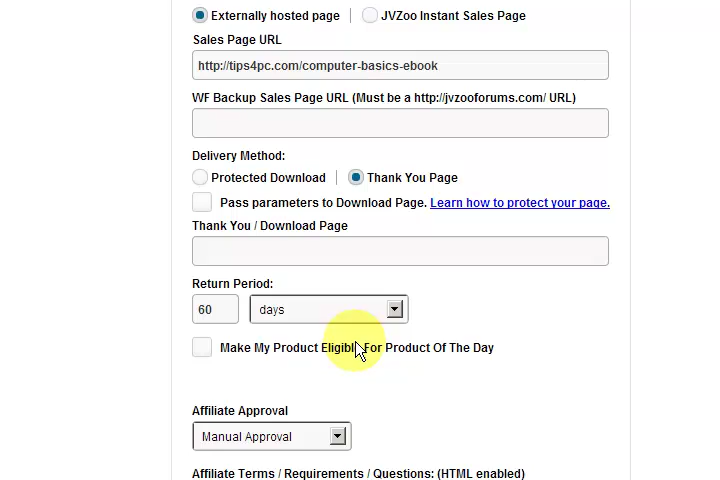 Externally hosted page | JVZoo Instant Sales Page
Sales Page URL
http://tips4pc.com/computer-basics-ebook
WF Backup Sales Page URL (Must be a http://jvzooforums.com/ URL)
Delivery Method:
Protected Download | Thank You Page
Pass parameters to Download Page. Learn how to protect your page.
Thank You / Download Page
Return Period:
60 days
Make My Product Eligible For Product Of The Day
Affiliate Approval
Manual Approval
Affiliate Terms / Requirements / Questions: (HTML enabled)